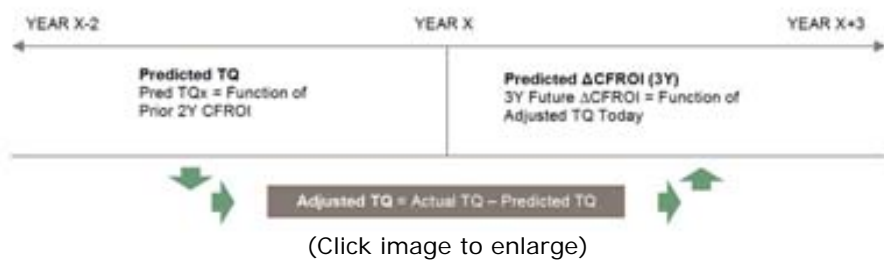 YEAR X-2 YEAR X YEAR X+3
Predicted TQ
Pred TQx = Function of
Prior 2Y CFROI
Predicted ΔCFROI (3Y)
3Y Future ΔCFROI = Function of
Adjusted TQ Today
Adjusted TQ = Actual TQ – Predicted TQ
(Click image to enlarge)